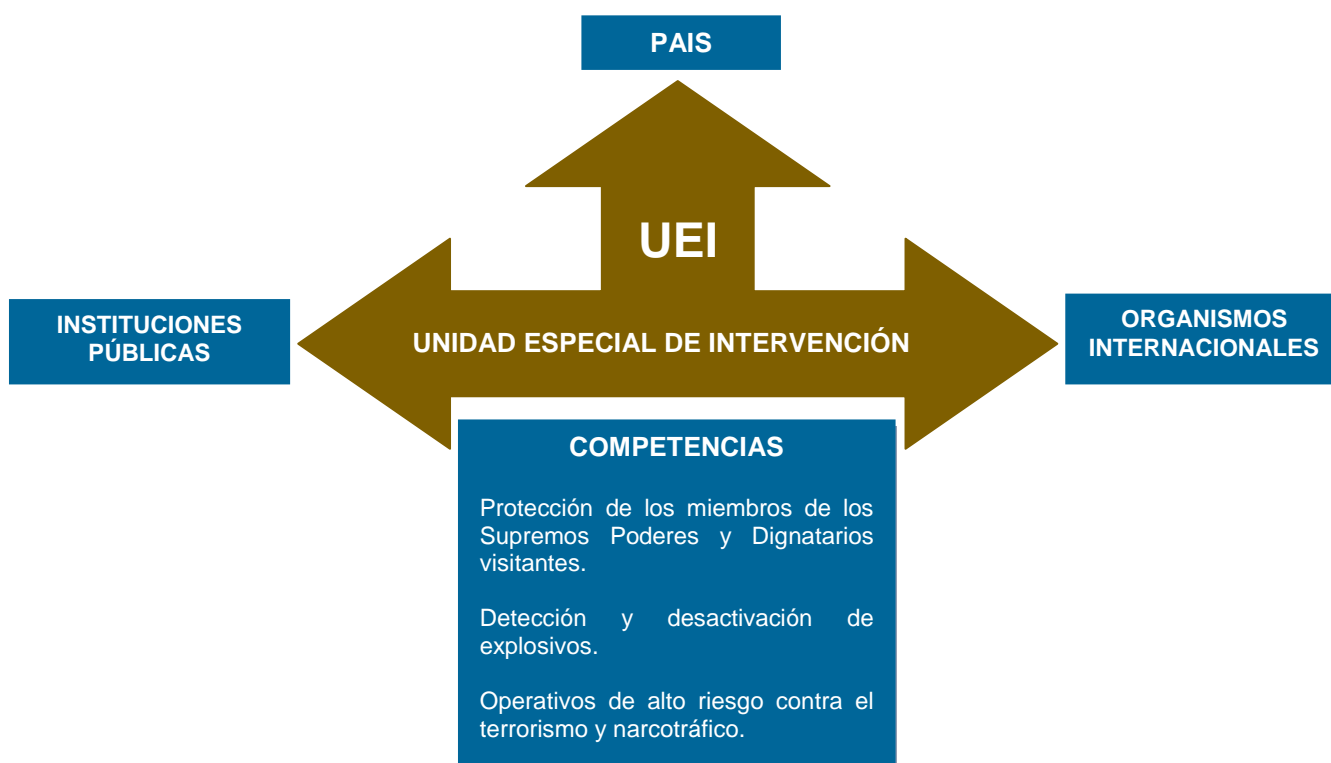 PAIS
UEI
INSTITUCIONES
PÚBLICAS
UNIDAD ESPECIAL DE INTERVENCIÓN
ORGANISMOS
INTERNACIONALES
COMPETENCIAS
Protección de los miembros de los
Supremos Poderes y Dignatarios
visitantes.
Detección y desactivación de
explosivos.
Operativos de alto riesgo contra el
terrorismo y narcotráfico.